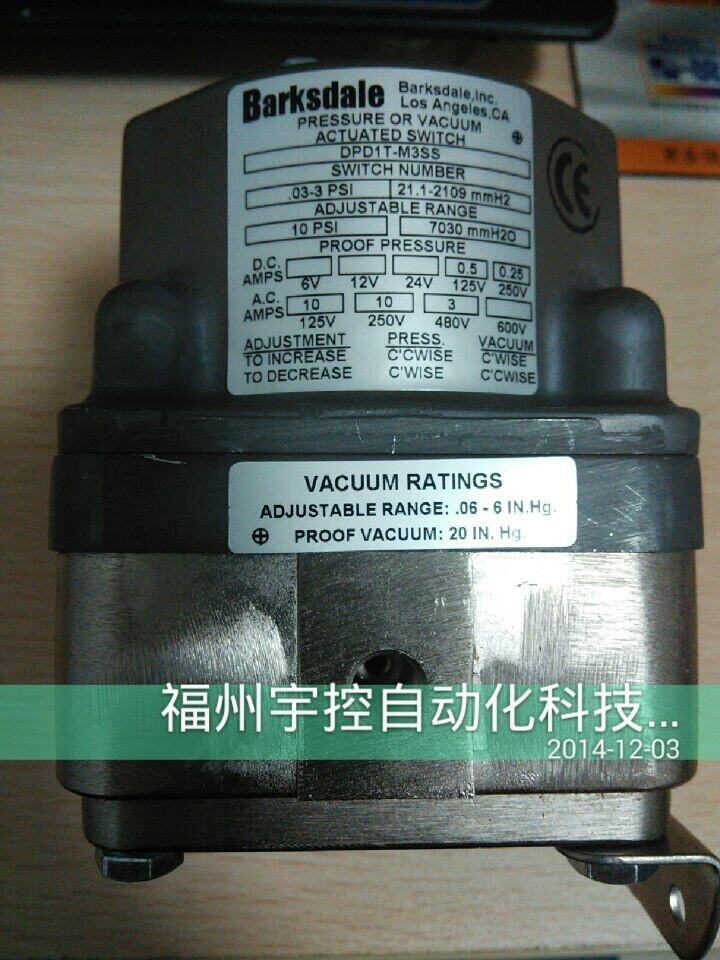 Barksdale
Barksdale,Inc.
Los Angeles,CA
PRESSURE OR VACUUM
ACTUATED SWITCH
DPD1T-M3SS
SWITCH NUMBER
.03-3 PSI 21.1-2109 mmH2
ADJUSTABLE RANGE
10 PSI 7030 mmH2O
PROOF PRESSURE
D.C. AMPS 0.5 0.25
6V 12V 24V 125V 250V
A.C. AMPS 10 10 3
125V 250V 480V 600V
ADJUSTMENT PRESS. VACUUM
TO INCREASE C'CWISE C'WISE
TO DECREASE C'WISE C'CWISE
CE
VACUUM RATINGS
ADJUSTABLE RANGE: .06 - 6 IN.Hg.
PROOF VACUUM: 20 IN. Hg.
福州宇控自动化科技...
2014-12-03